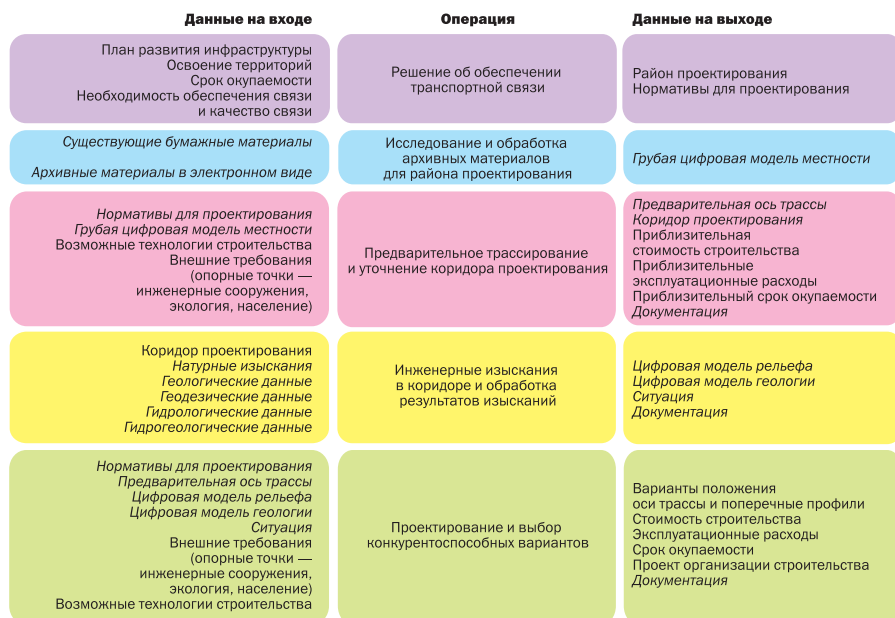 Данные на входе
Операция
Данные на выходе
План развития инфраструктуры
Освоение территорий
Срок окупаемости
Необходимость обеспечения связи
и качество связи
Решение об обеспечении
транспортной связи
Район проектирования
Нормативы для проектирования
Существующие бумажные материалы
Архивные материалы в электронном виде
Исследование и обработка
архивных материалов
для района проектирования
Грубая цифровая модель местности
Нормативы для проектирования
Грубая цифровая модель местности
Возможные технологии строительства
Внешние требования
(опорные точки —
инженерные сооружения,
экология, население)
Предварительное трассирование
и уточнение коридора проектирования
Предварительная ось трассы
Коридор проектирования
Приблизительная
стоимость строительства
Приблизительные
эксплуатационные расходы
Приблизительный срок окупаемости
Документация
Коридор проектирования
Натурные изыскания
Геологические данные
Геодезические данные
Гидрологические данные
Гидрогеологические данные
Инженерные изыскания
в коридоре и обработка
результатов изысканий
Цифровая модель рельефа
Цифровая модель геологии
Ситуация
Документация
Нормативы для проектирования
Предварительная ось трассы
Цифровая модель рельефа
Цифровая модель геологии
Ситуация
Внешние требования
(опорные точки —
инженерные сооружения,
экология, население)
Возможные технологии строительства
Проектирование и выбор
конкурентоспособных вариантов
Варианты положения
оси трассы и поперечные профили
Стоимость строительства
Эксплуатационные расходы
Срок окупаемости
Проект организации строительства
Документация